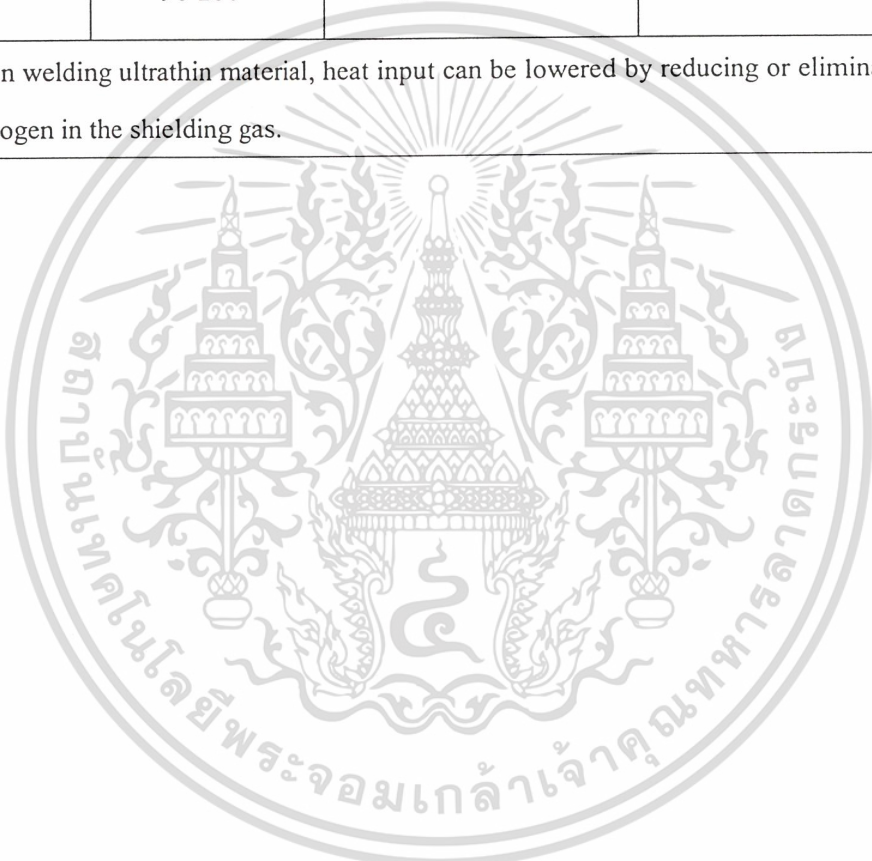 n welding ultrathin material, heat input can be lowered by reducing or elimina
ogen in the shielding gas.
สถาบันเทคโนโลยีพระจอมเกล้าเจ้าคุณทหารลาดกระบัง
๔